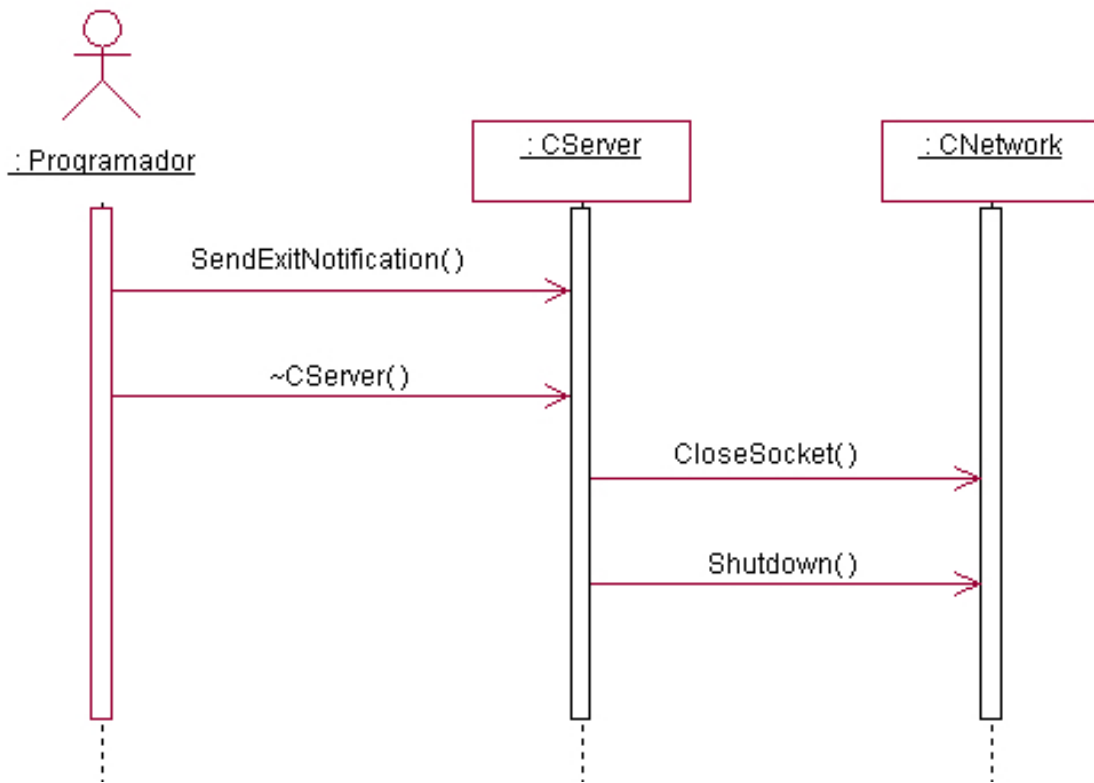 : Programador
: CServer
: CNetwork
SendExitNotification()
~CServer()
CloseSocket()
Shutdown()